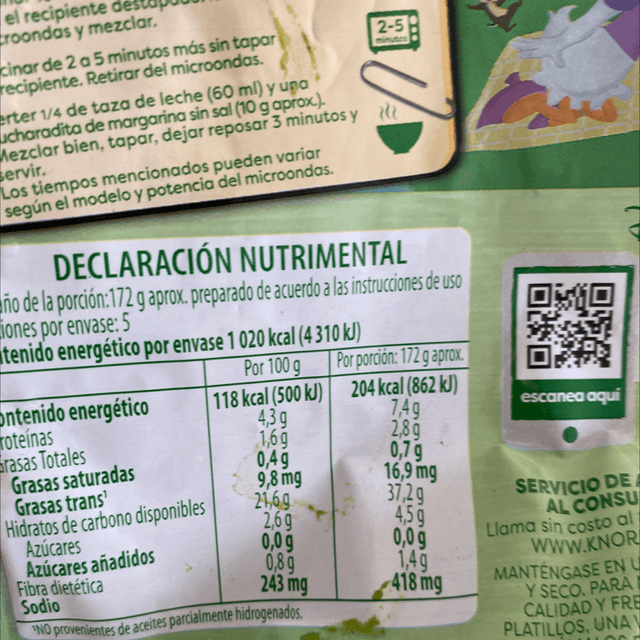 el recipiente
roondas y mezclar.
cinar de 2 a 5 minutos más sin tapar
recipiente. Retirar del microondas.
2-5
minutos
erter 1/4 de taza de leche (60 ml) y una
ucharadita de margarina sin sal (10 g aprox.).
Mezclar bien, tapar, dejar reposar 3 minutos y
servir.
Los tiempos mencionados pueden variar
según el modelo y potencia del microondas.
DECLARACIÓN NUTRIMENTAL
año de la porción:172 g aprox. preparado de acuerdo a las instrucciones de uso
iones por envase: 5
ntenido energético por envase 1 020 kcal (4 310 kJ)
Por 100 g Por porción: 172 g aprox.
ontenido energético 118 kcal (500 kJ) 204 kcal (862 kJ)
roteínas 4,3 g 7,4 g
Grasas Totales 1,6 g 2,8 g
Grasas saturadas 0,4 g 0,7 g
Grasas trans¹ 9,8 mg 16,9 mg
Hidratos de carbono disponibles 21,6 g 37,2 g
Azúcares 2,6 g 4,5 g
Azúcares añadidos 0,0 g 0,0 g
Fibra dietética 0,8 g 1,4 g
Sodio 243 mg 418 mg
¹NO provenientes de aceites parcialmente hidrogenados.
escanea aquí
SERVICIO DE A
AL CONSU
Llama sin costo al
WWW.KNOR
MANTÉNGASE EN U
Y SECO. PARA
CALIDAD Y FRE
PLATILLOS, UNA